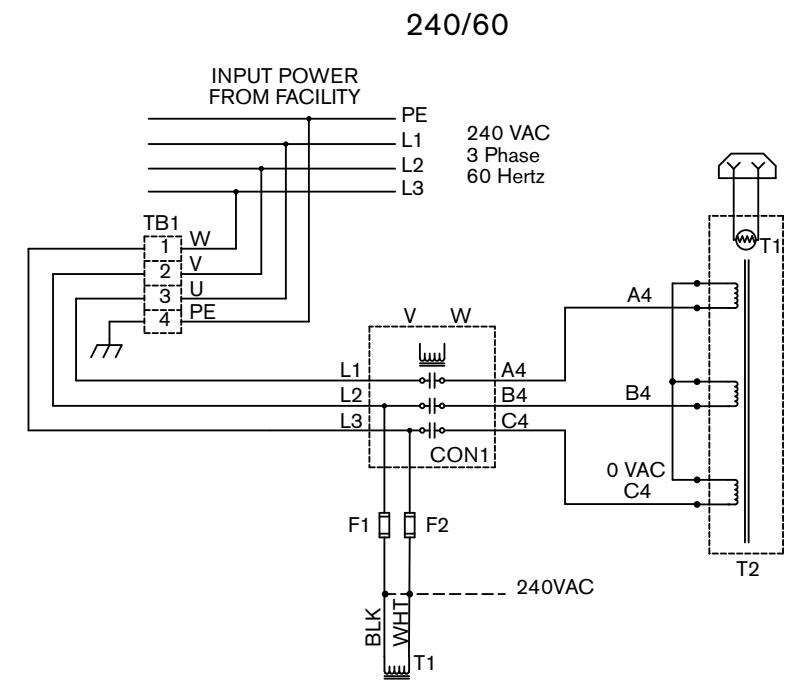 240/60
INPUT POWER
FROM FACILITY
PE
L1
L2
L3
240 VAC
3 Phase
60 Hertz
TB1
1
W
2
V
3
U
4
PE
T1
A4
V
W
L1
A4
L2
B4
B4
L3
C4
CON1
0 VAC
C4
F1
F2
T2
240VAC
BLK
WHT
T1